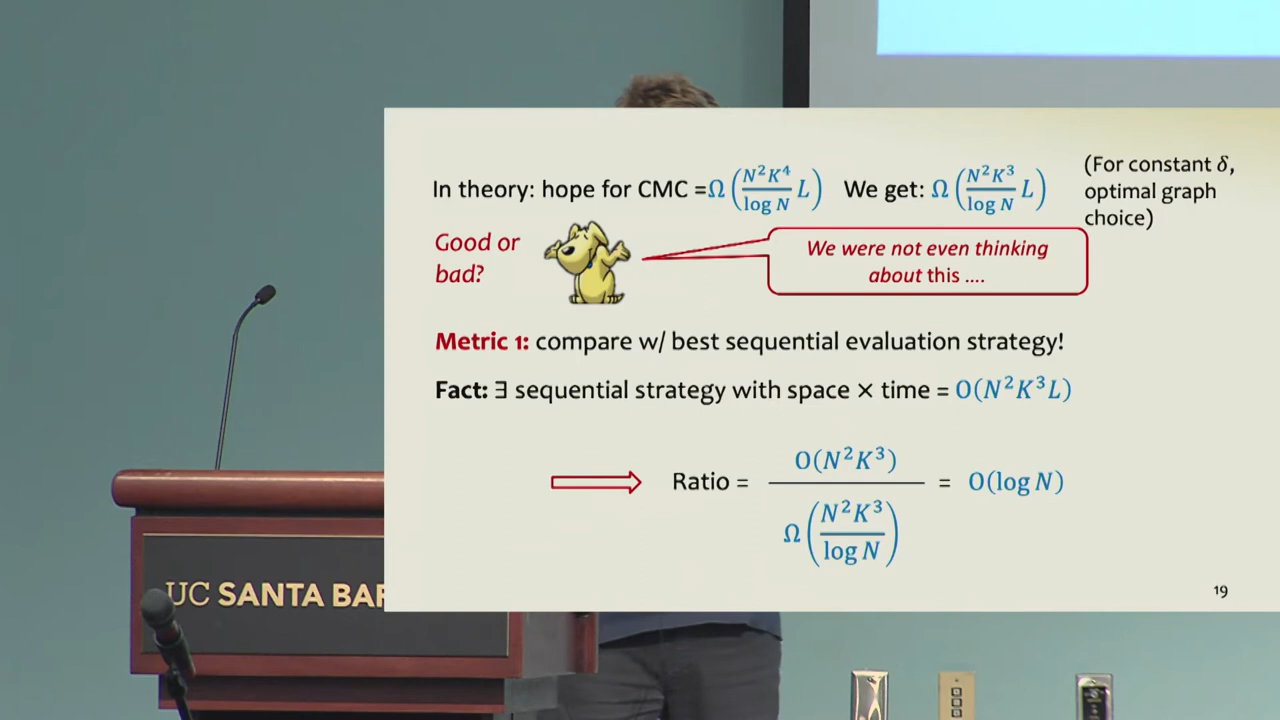 In theory: hope for CMC =Ω(N²K⁴/log N L) We get: Ω(N²K³/log N L) (For constant δ,
optimal graph
choice)
Good or
bad?
We were not even thinking
about this ....
Metric 1: compare w/ best sequential evaluation strategy!
Fact: ∃ sequential strategy with space × time = O(N²K³L)
Ratio = O(N²K³) / Ω(N²K³/log N) = O(log N)
19
UC SANTA BAR